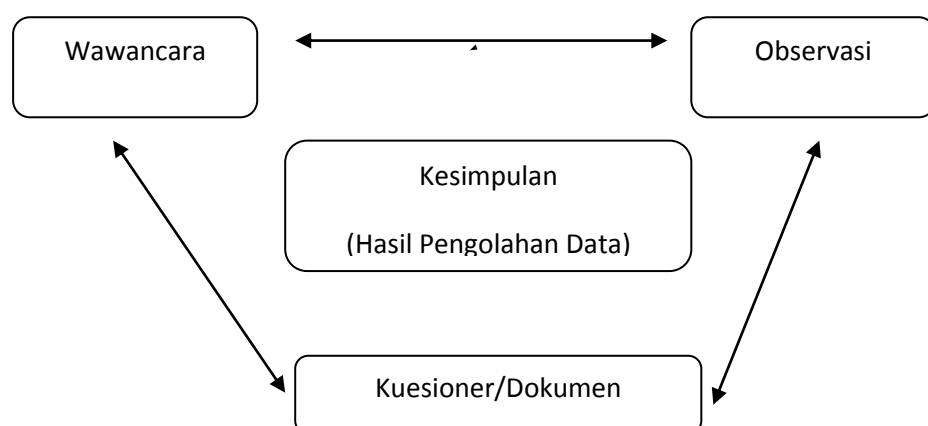 Wawancara
Observasi
Kesimpulan
(Hasil Pengolahan Data)
Kuesioner/Dokumen